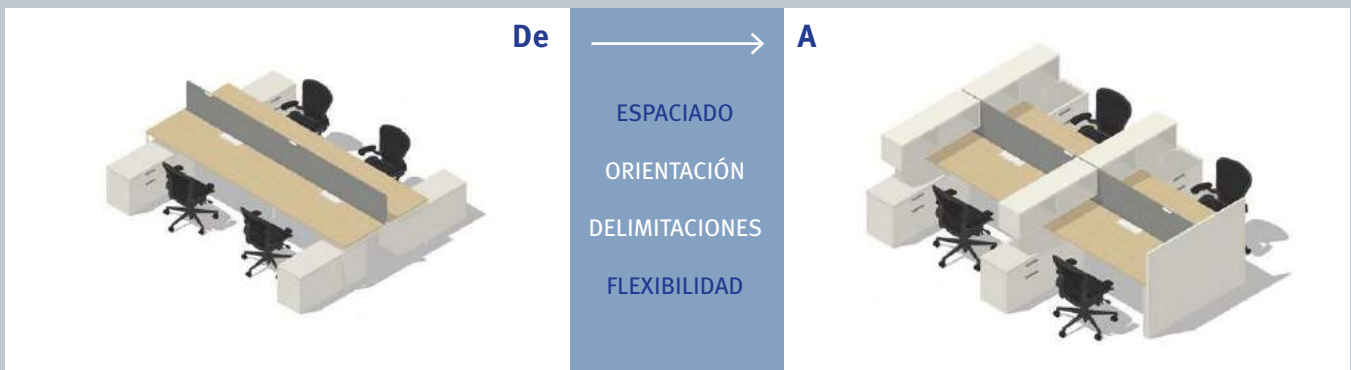 De
A
ESPACIADO
ORIENTACIÓN
DELIMITACIONES
FLEXIBILIDAD